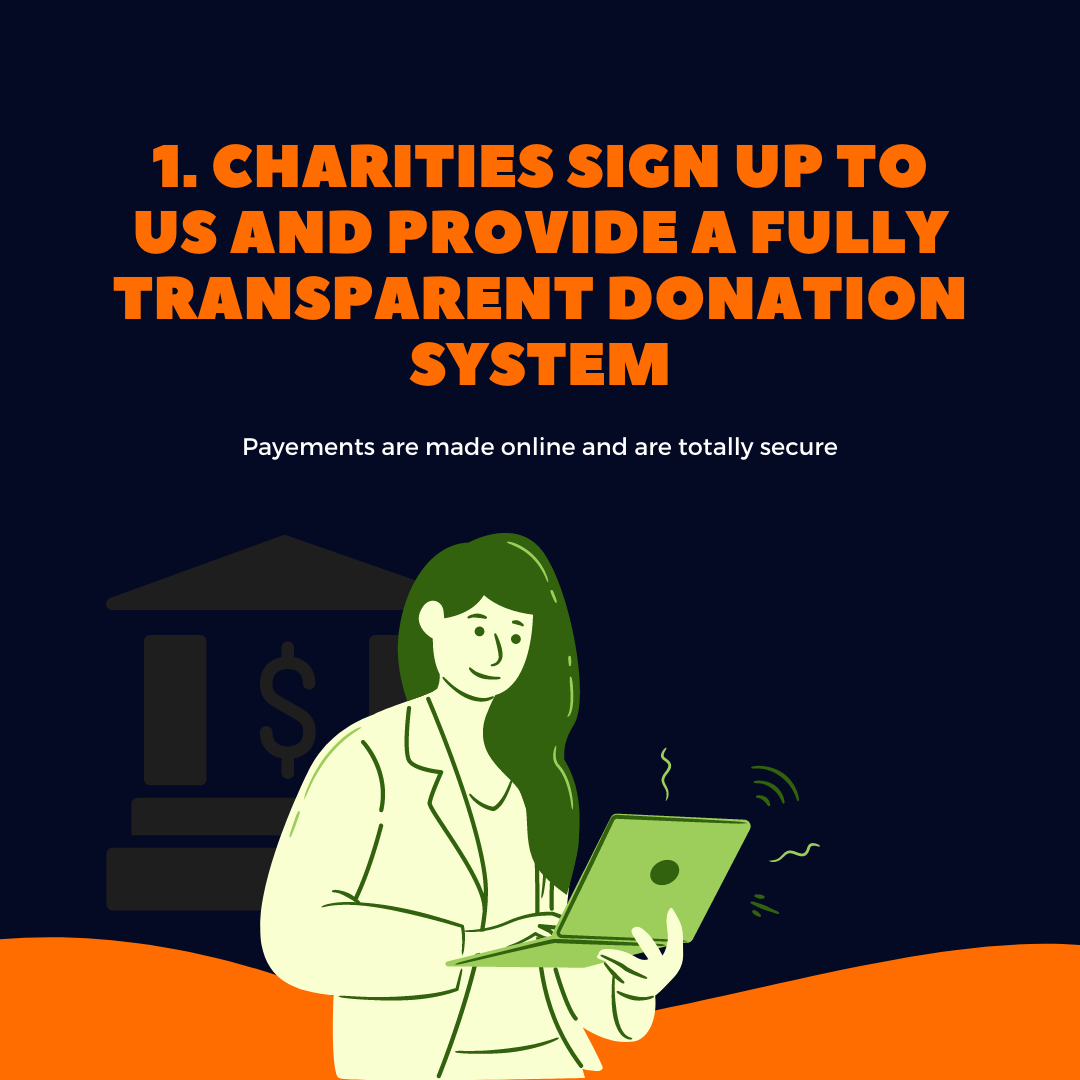 1. CHARITIES SIGN UP TO
US AND PROVIDE A FULLY
TRANSPARENT DONATION
SYSTEM
Payements are made online and are totally secure
$